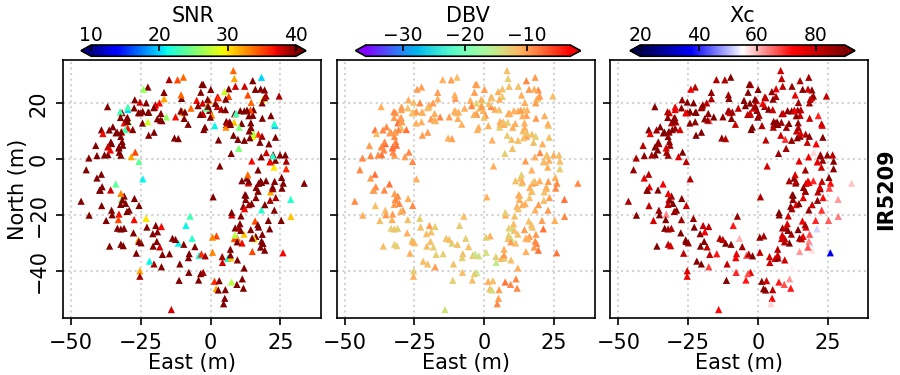 SNR DBV Xc
10 20 30 40 −30 −20 −10 20 40 60 80
20
0
−20
−40
North (m)
−50 −25 0 25 −50 −25 0 25 −50 −25 0 25
East (m) East (m) East (m)
IR5209